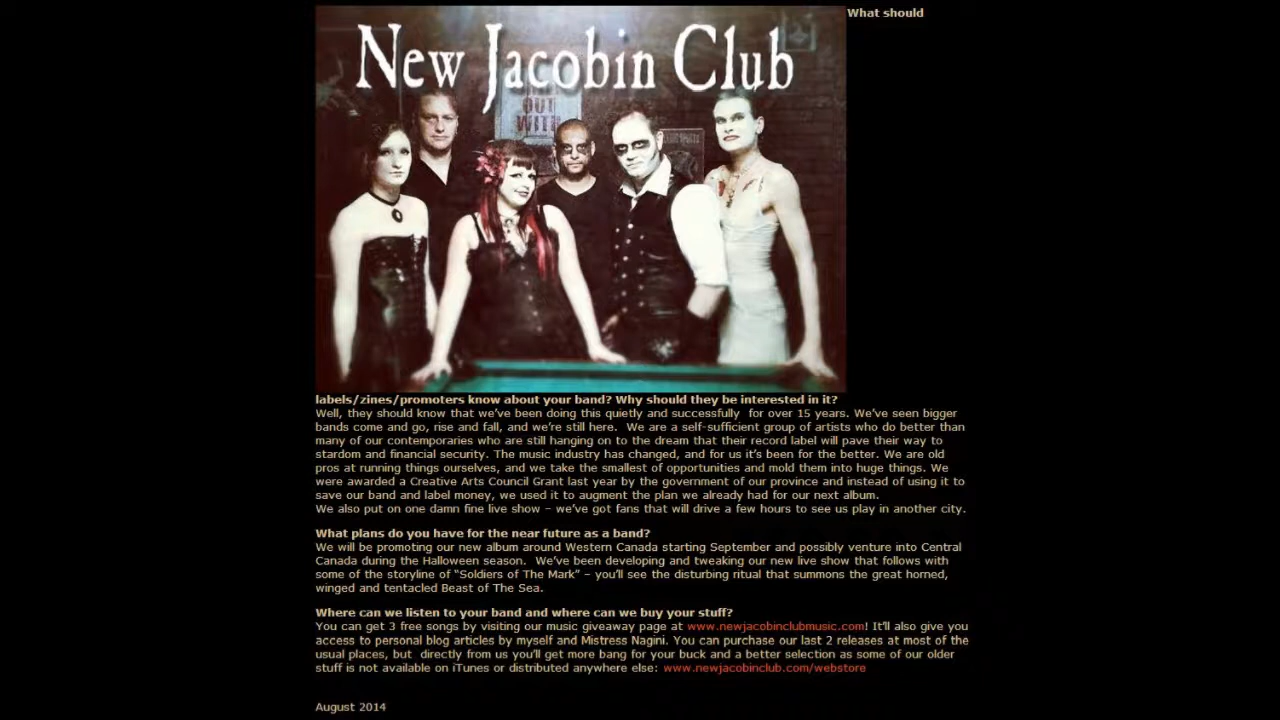 New Jacobin Club
OUT
WITH
What should
labels/zines/promoters know about your band? Why should they be interested in it?
Well, they should know that we've been doing this quietly and successfully  for over 15 years. We've seen bigger
bands come and go, rise and fall, and we're still here.  We are a self-sufficient group of artists who do better than
many of our contemporaries who are still hanging on to the dream that their record label will pave their way to
stardom and financial security. The music industry has changed, and for us it's been for the better. We are old
pros at running things ourselves, and we take the smallest of opportunities and mold them into huge things. We
were awarded a Creative Arts Council Grant last year by the government of our province and instead of using it to
save our band and label money, we used it to augment the plan we already had for our next album.
We also put on one damn fine live show – we've got fans that will drive a few hours to see us play in another city.
What plans do you have for the near future as a band?
We will be promoting our new album around Western Canada starting September and possibly venture into Central
Canada during the Halloween season.  We've been developing and tweaking our new live show that follows with
some of the storyline of "Soldiers of The Mark" – you'll see the disturbing ritual that summons the great horned,
winged and tentacled Beast of The Sea.
Where can we listen to your band and where can we buy your stuff?
You can get 3 free songs by visiting our music giveaway page at www.newjacobinclubmusic.com! It'll also give you
access to personal blog articles by myself and Mistress Nagini. You can purchase our last 2 releases at most of the
usual places, but  directly from us you'll get more bang for your buck and a better selection as some of our older
stuff is not available on iTunes or distributed anywhere else: www.newjacobinclub.com/webstore
August 2014